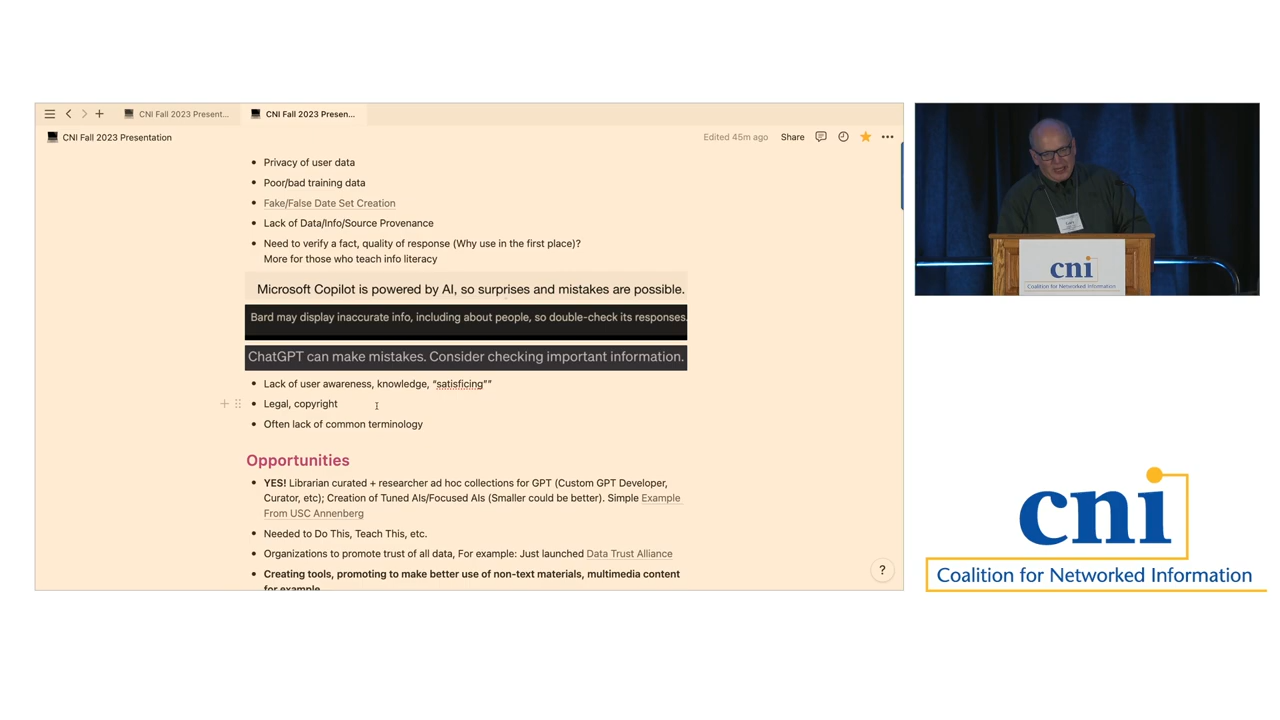 CNI Fall 2023 Present...
CNI Fall 2023 Presen...
CNI Fall 2023 Presentation
Edited 45m ago
Share
Privacy of user data
Poor/bad training data
Fake/False Date Set Creation
Lack of Data/Info/Source Provenance
Need to verify a fact, quality of response (Why use in the first place)?
More for those who teach info literacy
Microsoft Copilot is powered by AI, so surprises and mistakes are possible.
Bard may display inaccurate info, including about people, so double-check its responses.
ChatGPT can make mistakes. Consider checking important information.
Lack of user awareness, knowledge, “satisficing””
Legal, copyright
Often lack of common terminology
Opportunities
YES! Librarian curated + researcher ad hoc collections for GPT (Custom GPT Developer,
Curator, etc); Creation of Tuned AIs/Focused AIs (Smaller could be better). Simple Example
From USC Annenberg
Needed to Do This, Teach This, etc.
Organizations to promote trust of all data, For example: Just launched Data Trust Alliance
Creating tools, promoting to make better use of non-text materials, multimedia content
for example
?
cni
Coalition for Networked Information
cni
Coalition for Networked Information